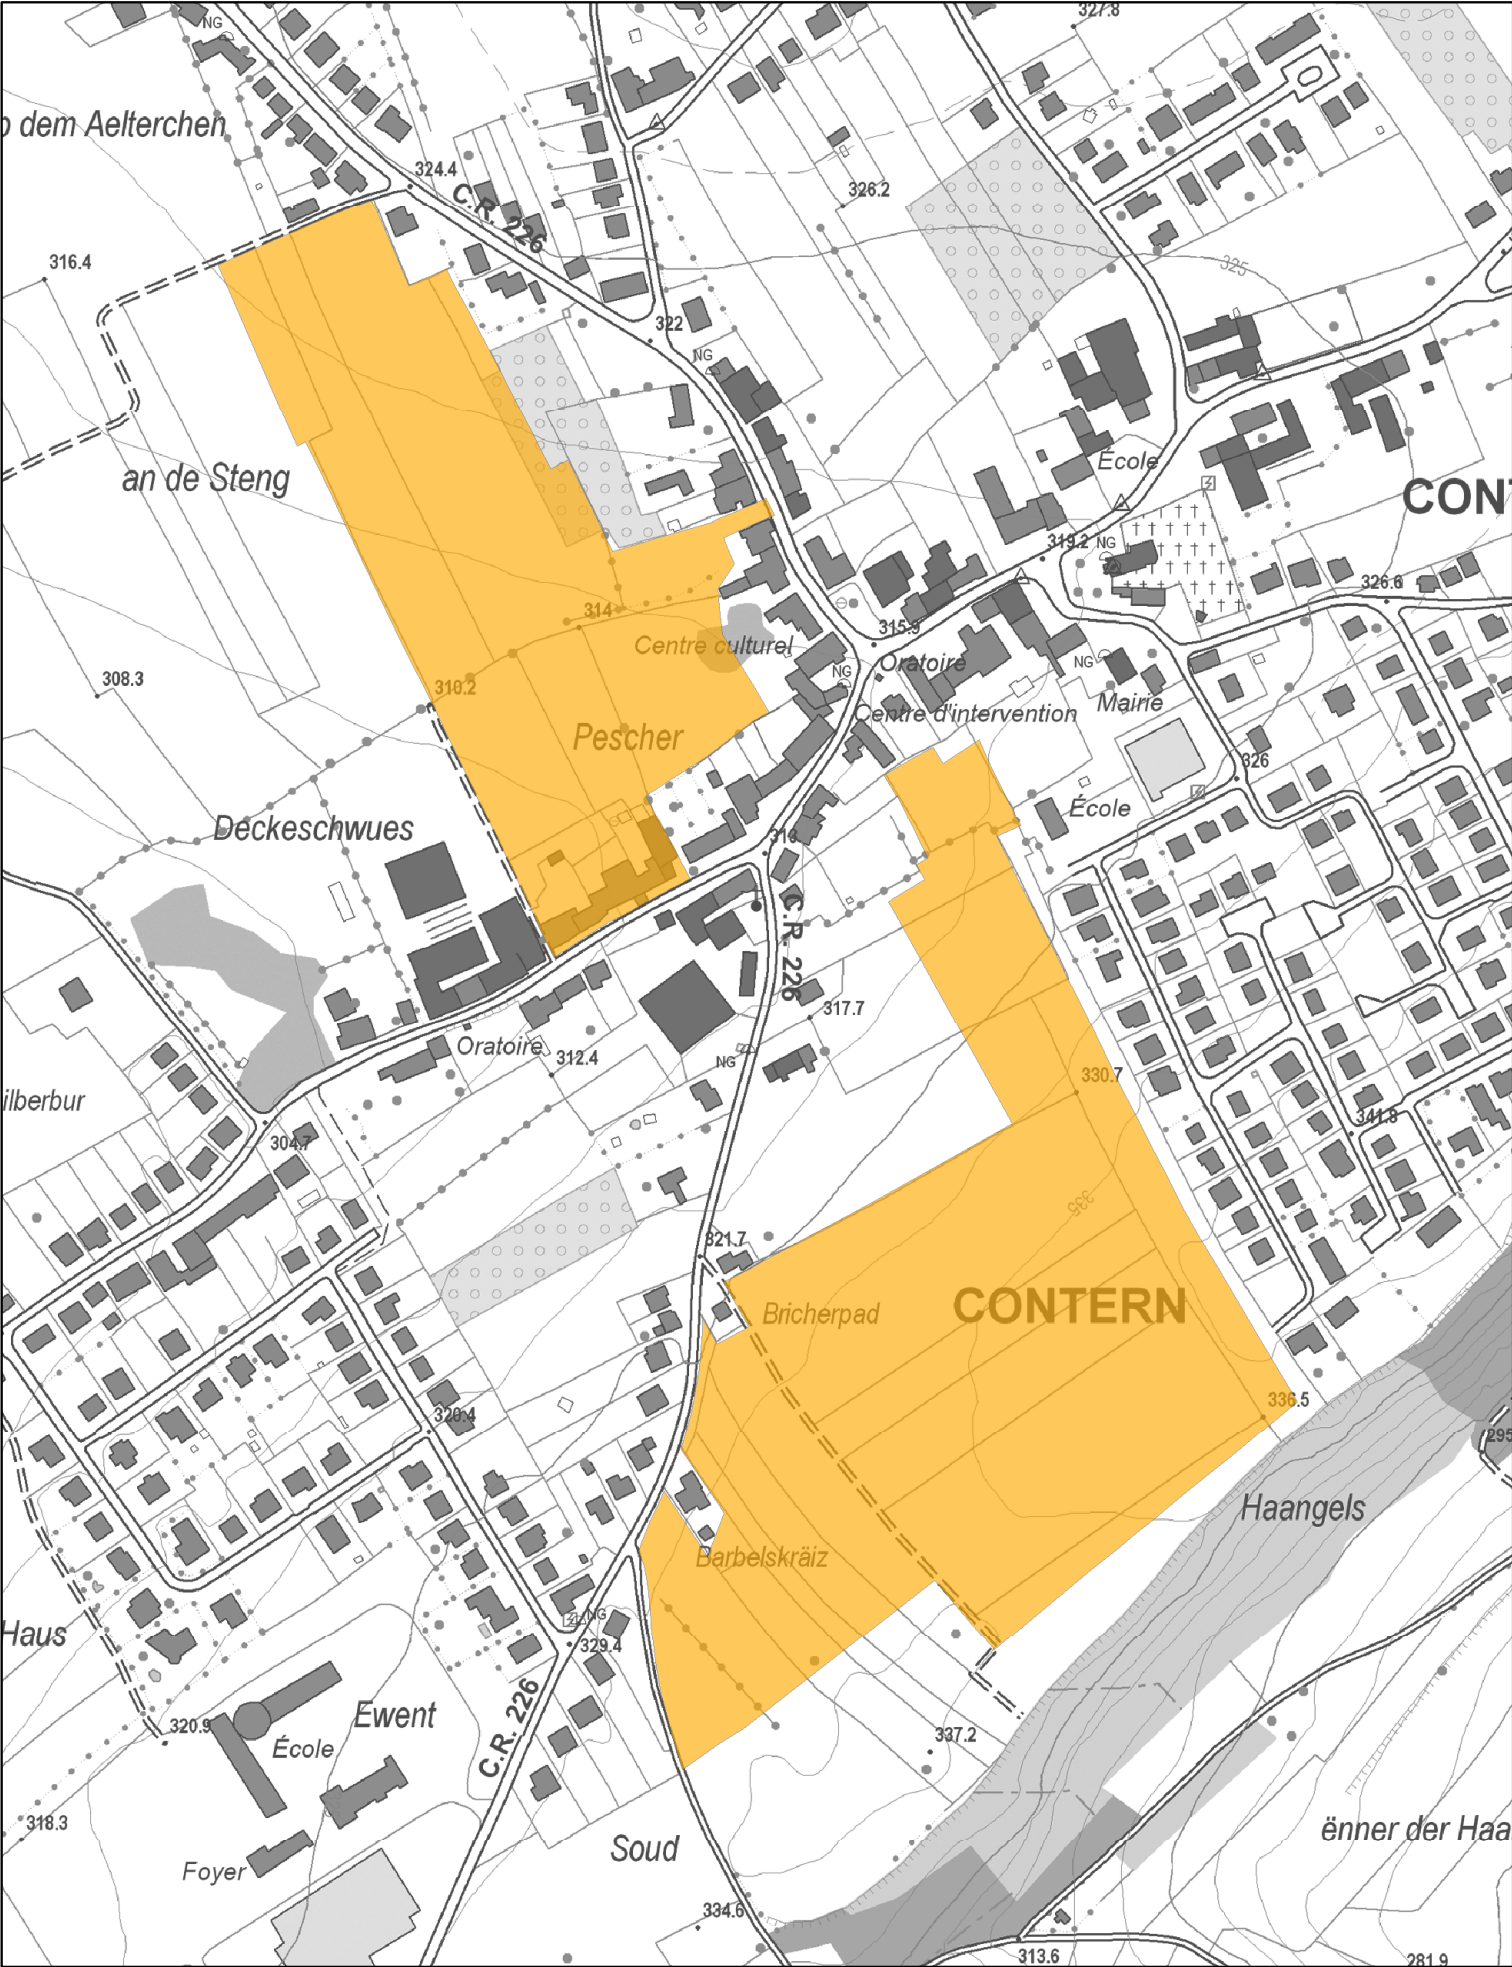 327.8
NG
op dem Aelterchen
324.4
C.R. 226
326.2
316.4
325
322
NG
École
an de Steng
CON
319.2
NG
326.6
314
315.9
Centre culturel
Oratoire
NG
NG
308.3
310.2
Mairie
Centre d'intervention
Pescher
326
École
Deckeschwues
313
C.R. 226
317.7
Oratoire
312.4
NG
330.7
ilberbur
304.7
341.8
335
321.7
Bricherpad
CONTERN
336.5
320.4
295
Haangels
Barbelskräiz
NG
Haus
329.4
Ewent
320.9
École
C.R. 226
337.2
318.3
ënner der Haa
Soud
Foyer
334.6
313.6
281.9